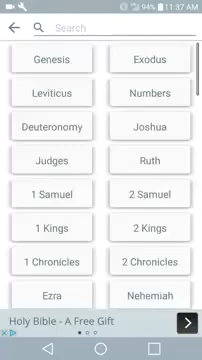 94% 11:37 AM
Search
Genesis Exodus
Leviticus Numbers
Deuteronomy Joshua
Judges Ruth
1 Samuel 2 Samuel
1 Kings 2 Kings
1 Chronicles 2 Chronicles
Ezra Nehemiah
Holy Bible - A Free Gift